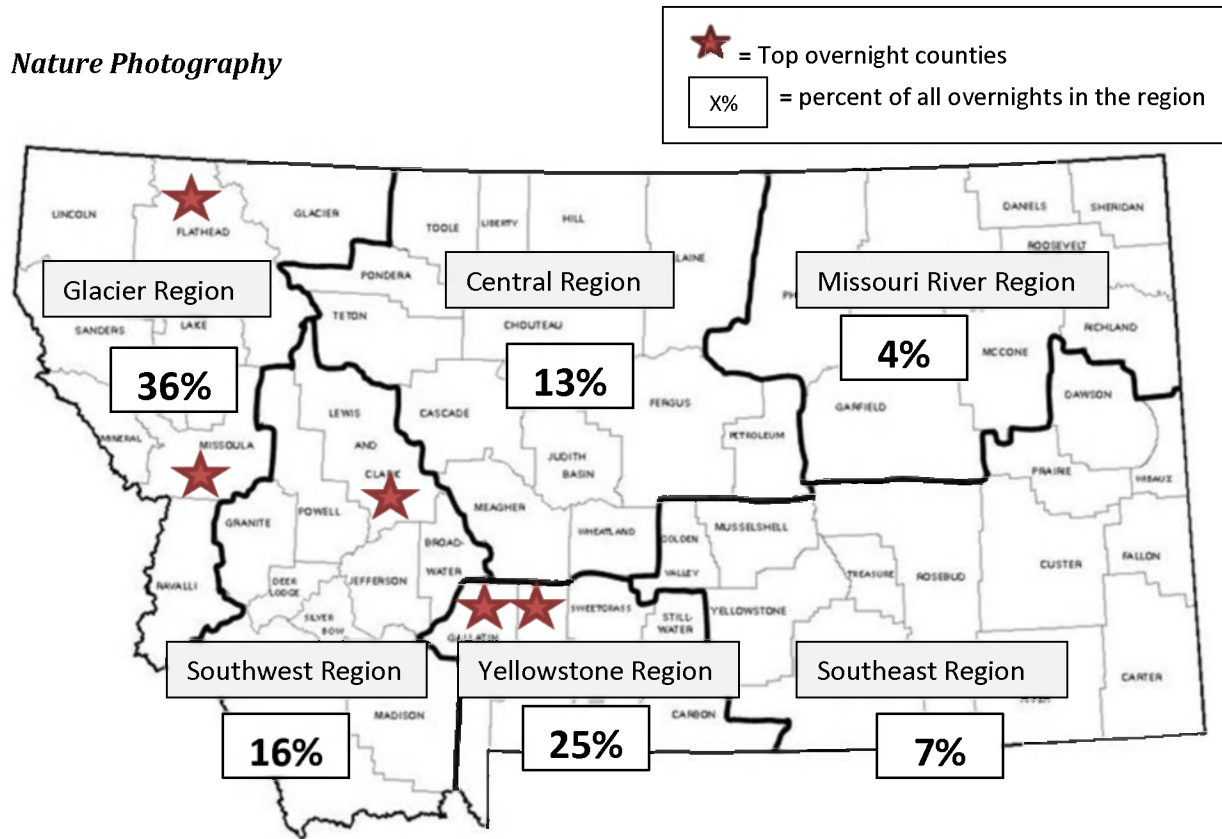 Nature Photography
= Top overnight counties
X% = percent of all overnights in the region
LINCOLN
FLATHEAD
GLACIER
TOOLE
LIBERTY
HILL
LAINE
DANIELS
SHERIDAN
ROOSEVELT
PONDERA
Glacier Region
Central Region
Missouri River Region
PH
SANDERS
LAKE
TETON
CHOUTEAU
RICHLAND
36%
13%
4%
MCCONE
LEWIS
AND
CLARK
CASCADE
FERGUS
GARFIELD
DAWSON
MINERAL
MISSOULA
JUDITH
BASIN
PETROLEUM
PRAIRIE
WIBAUX
GRANITE
POWELL
MEAGHER
WHEATLAND
GOLDEN
VALLEY
MUSSELSHELL
BROAD-
WATER
RAVALLI
DEER
LODGE
JEFFERSON
TREASURE
ROSEBUD
CUSTER
FALLON
SILVER
BOW
GALLATIN
SWEETGRASS
STILL-
WATER
YELLOWSTONE
Southwest Region
Yellowstone Region
Southeast Region
CARTER
MADISON
CARBON
16%
25%
7%